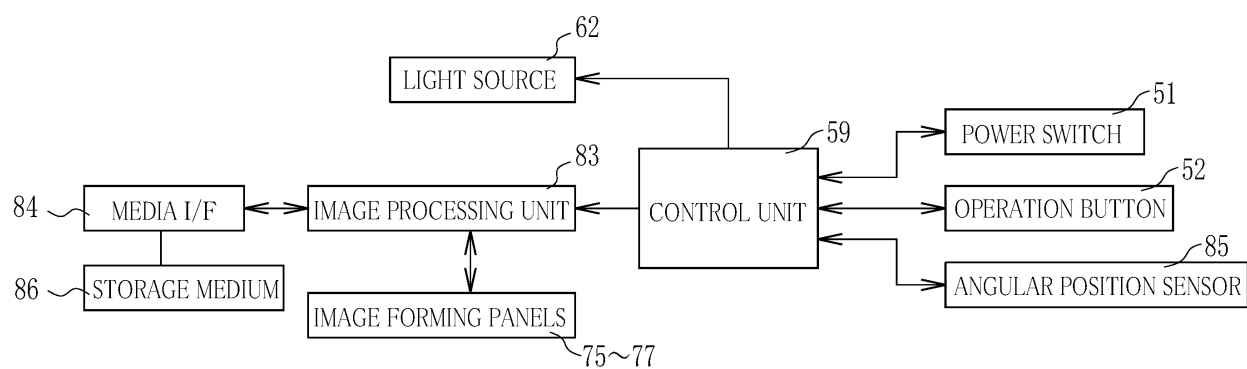 62
LIGHT SOURCE
51
POWER SWITCH
59
CONTROL UNIT
83
IMAGE PROCESSING UNIT
84
MEDIA I/F
52
OPERATION BUTTON
86
STORAGE MEDIUM
85
ANGULAR POSITION SENSOR
IMAGE FORMING PANELS
75~77